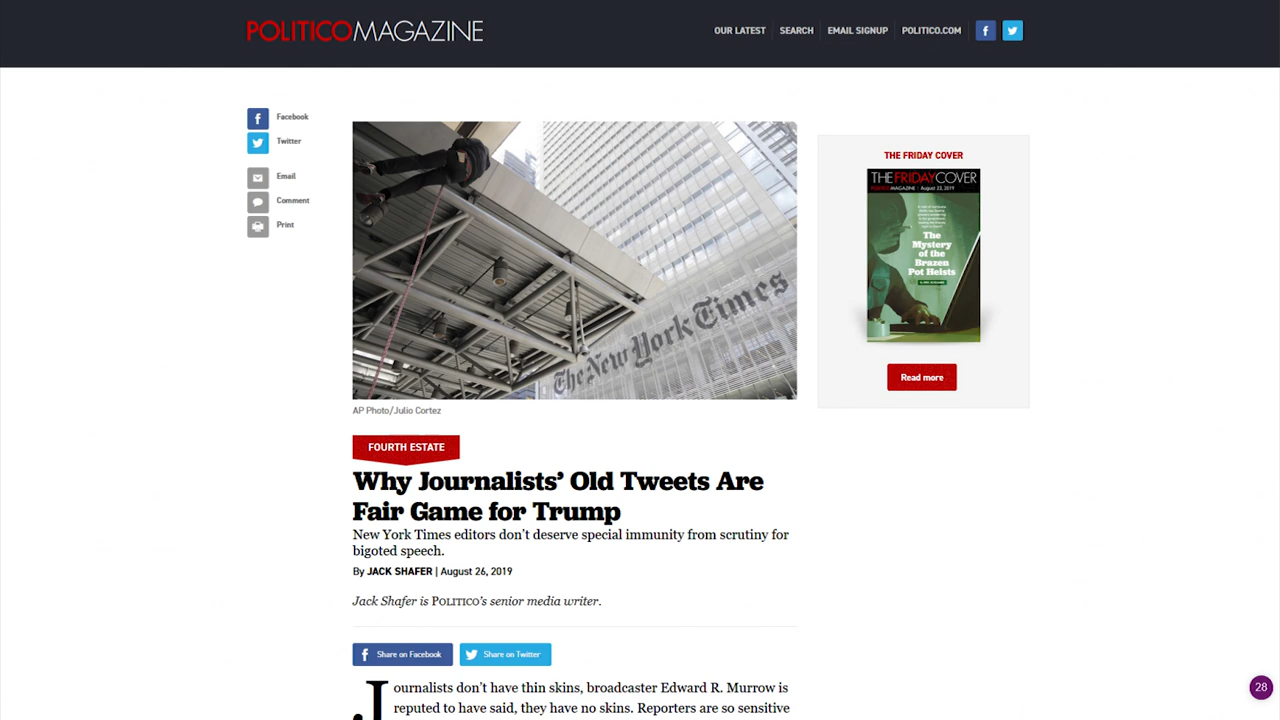 POLITICOMAGAZINE
OUR LATEST
SEARCH
EMAIL SIGNUP
POLITICO.COM
Facebook
Twitter
Email
Comment
Print
The New York Times
AP Photo/Julio Cortez
THE FRIDAY COVER
THE FRIDAY COVER
POLITICO MAGAZINE August 23, 2019
The
Mystery
of the
Brazen
Pot Heists
Read more
FOURTH ESTATE
Why Journalists’ Old Tweets Are
Fair Game for Trump
New York Times editors don’t deserve special immunity from scrutiny for
bigoted speech.
By JACK SHAFER | August 26, 2019
Jack Shafer is POLITICO’s senior media writer.
Share on Facebook
Share on Twitter
Journalists don’t have thin skins, broadcaster Edward R. Murrow is
reputed to have said, they have no skins. Reporters are so sensitive
28